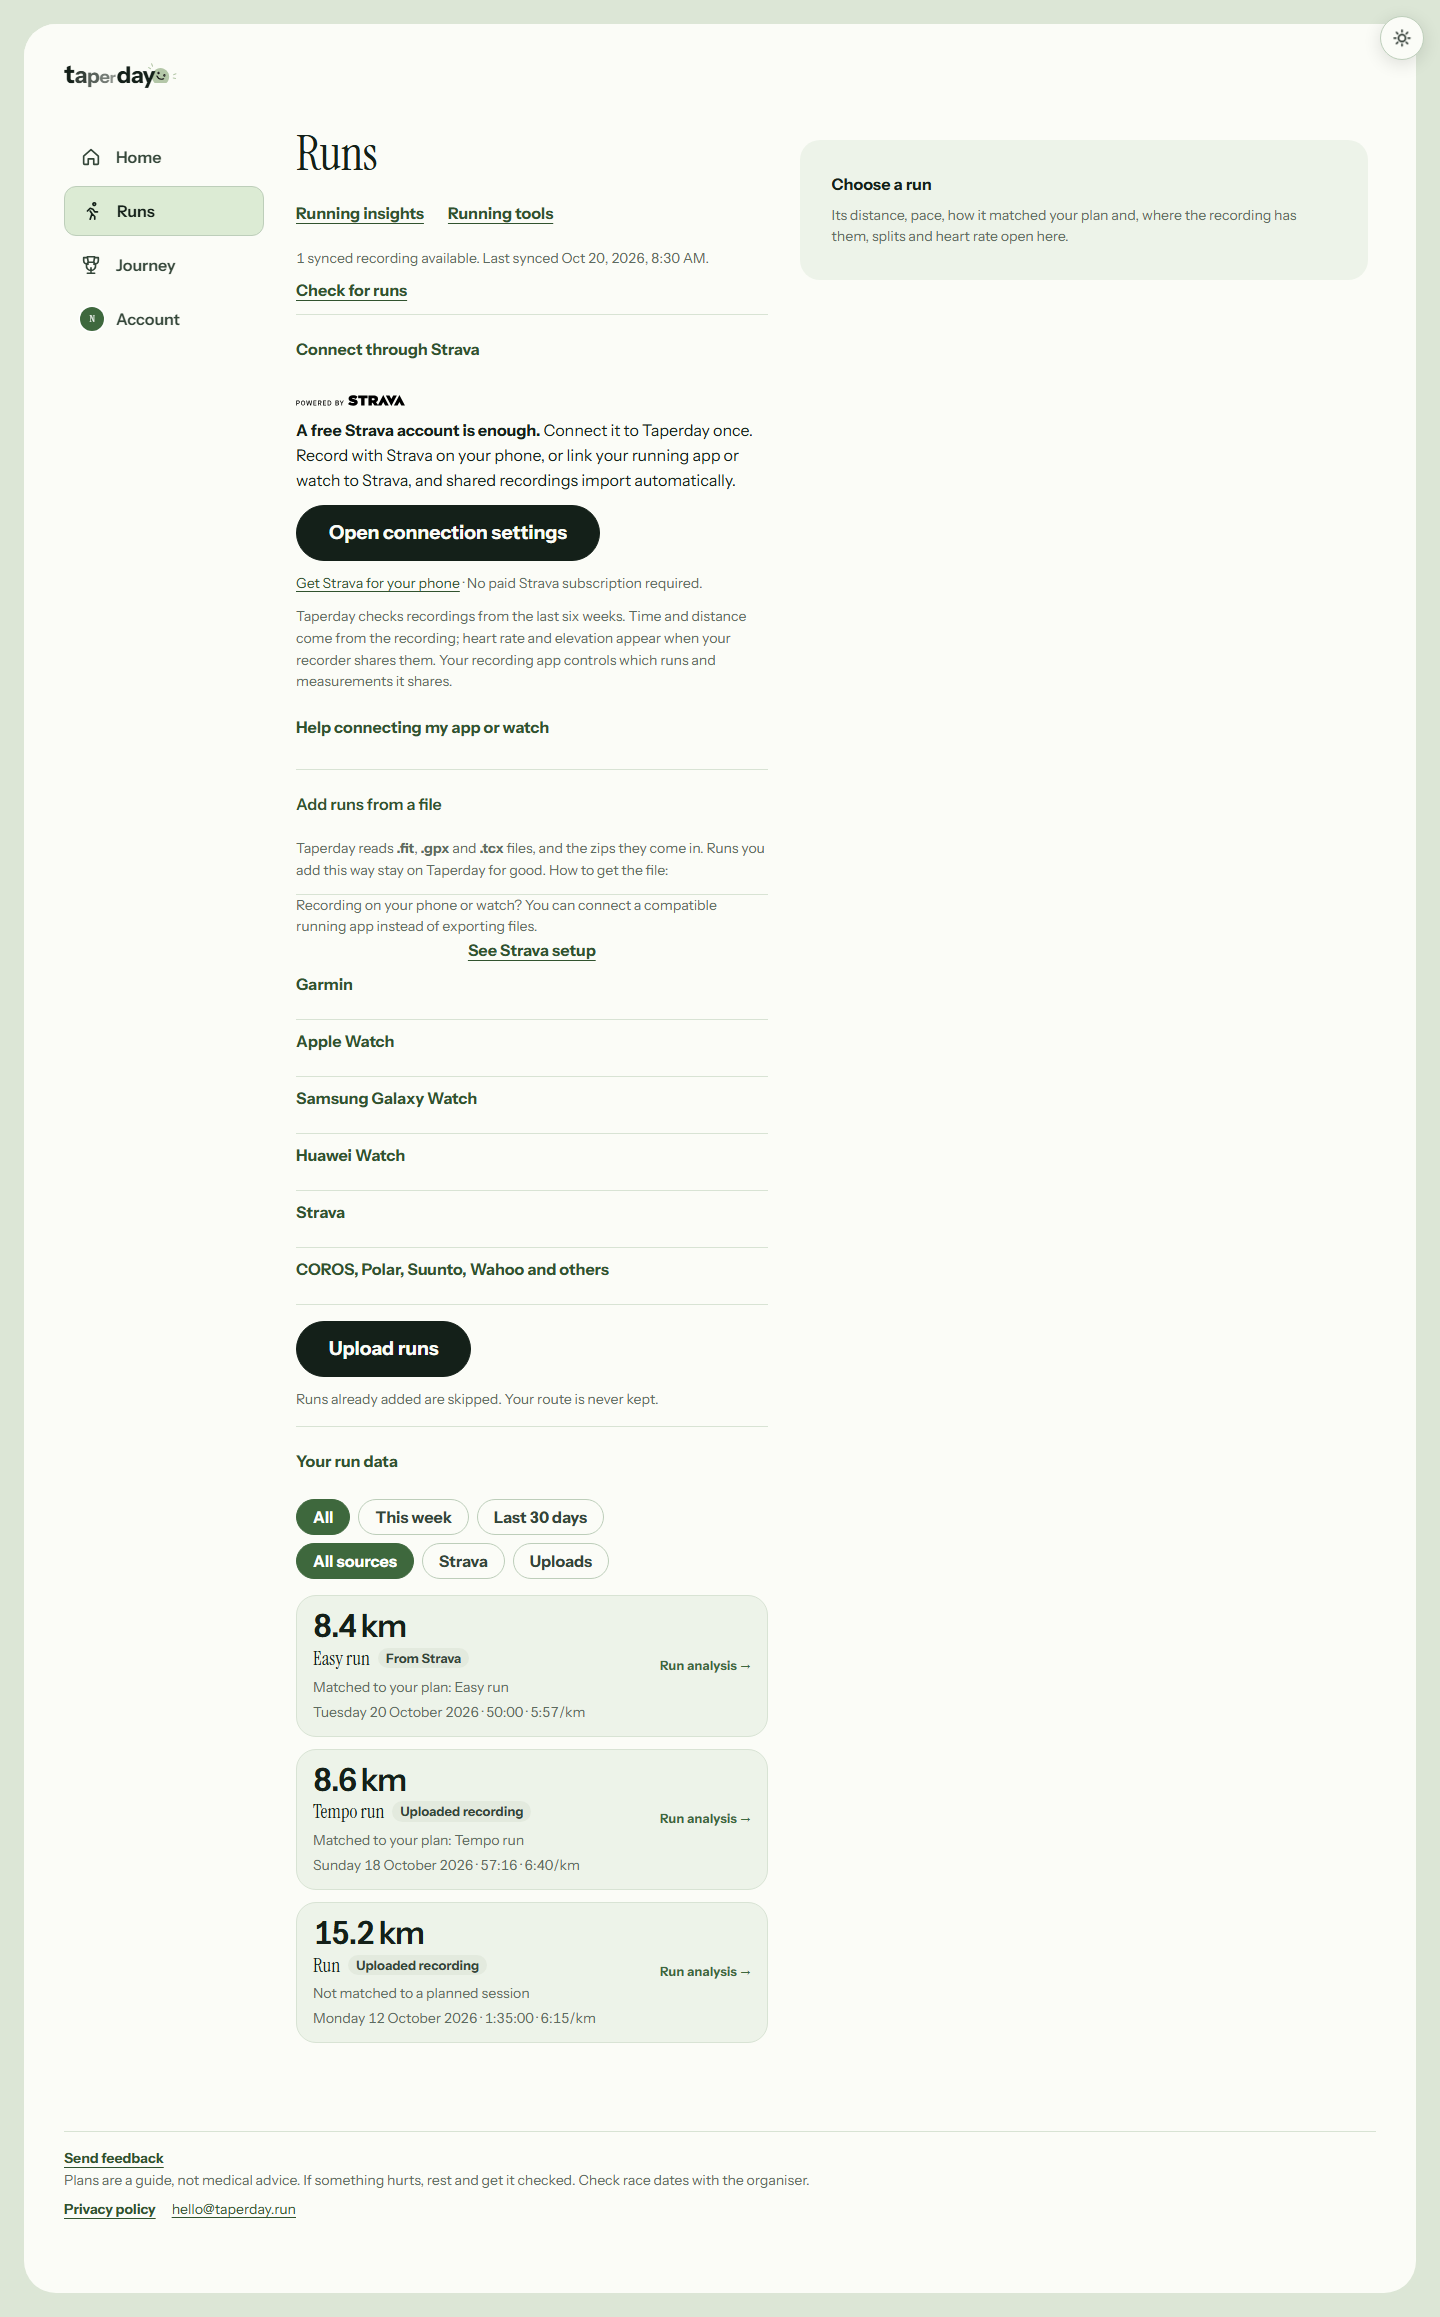 taperday
Home
Runs
Journey
N
Account
Runs
Running insights Running tools
1 synced recording available. Last synced Oct 20, 2026, 8:30 AM.
Check for runs
Connect through Strava
POWERED BY STRAVA
A free Strava account is enough. Connect it to Taperday once.
Record with Strava on your phone, or link your running app or
watch to Strava, and shared recordings import automatically.
Open connection settings
Get Strava for your phone · No paid Strava subscription required.
Taperday checks recordings from the last six weeks. Time and distance
come from the recording; heart rate and elevation appear when your
recorder shares them. Your recording app controls which runs and
measurements it shares.
Help connecting my app or watch
Add runs from a file
Taperday reads .fit, .gpx and .tcx files, and the zips they come in. Runs you
add this way stay on Taperday for good. How to get the file:
Recording on your phone or watch? You can connect a compatible
running app instead of exporting files.
See Strava setup
Garmin
Apple Watch
Samsung Galaxy Watch
Huawei Watch
Strava
COROS, Polar, Suunto, Wahoo and others
Upload runs
Runs already added are skipped. Your route is never kept.
Your run data
All This week Last 30 days
All sources Strava Uploads
8.4 km
Easy run From Strava
Run analysis →
Matched to your plan: Easy run
Tuesday 20 October 2026 · 50:00 · 5:57/km
8.6 km
Tempo run Uploaded recording
Run analysis →
Matched to your plan: Tempo run
Sunday 18 October 2026 · 57:16 · 6:40/km
15.2 km
Run Uploaded recording
Run analysis →
Not matched to a planned session
Monday 12 October 2026 · 1:35:00 · 6:15/km
Choose a run
Its distance, pace, how it matched your plan and, where the recording has
them, splits and heart rate open here.
Send feedback
Plans are a guide, not medical advice. If something hurts, rest and get it checked. Check race dates with the organiser.
Privacy policy hello@taperday.run